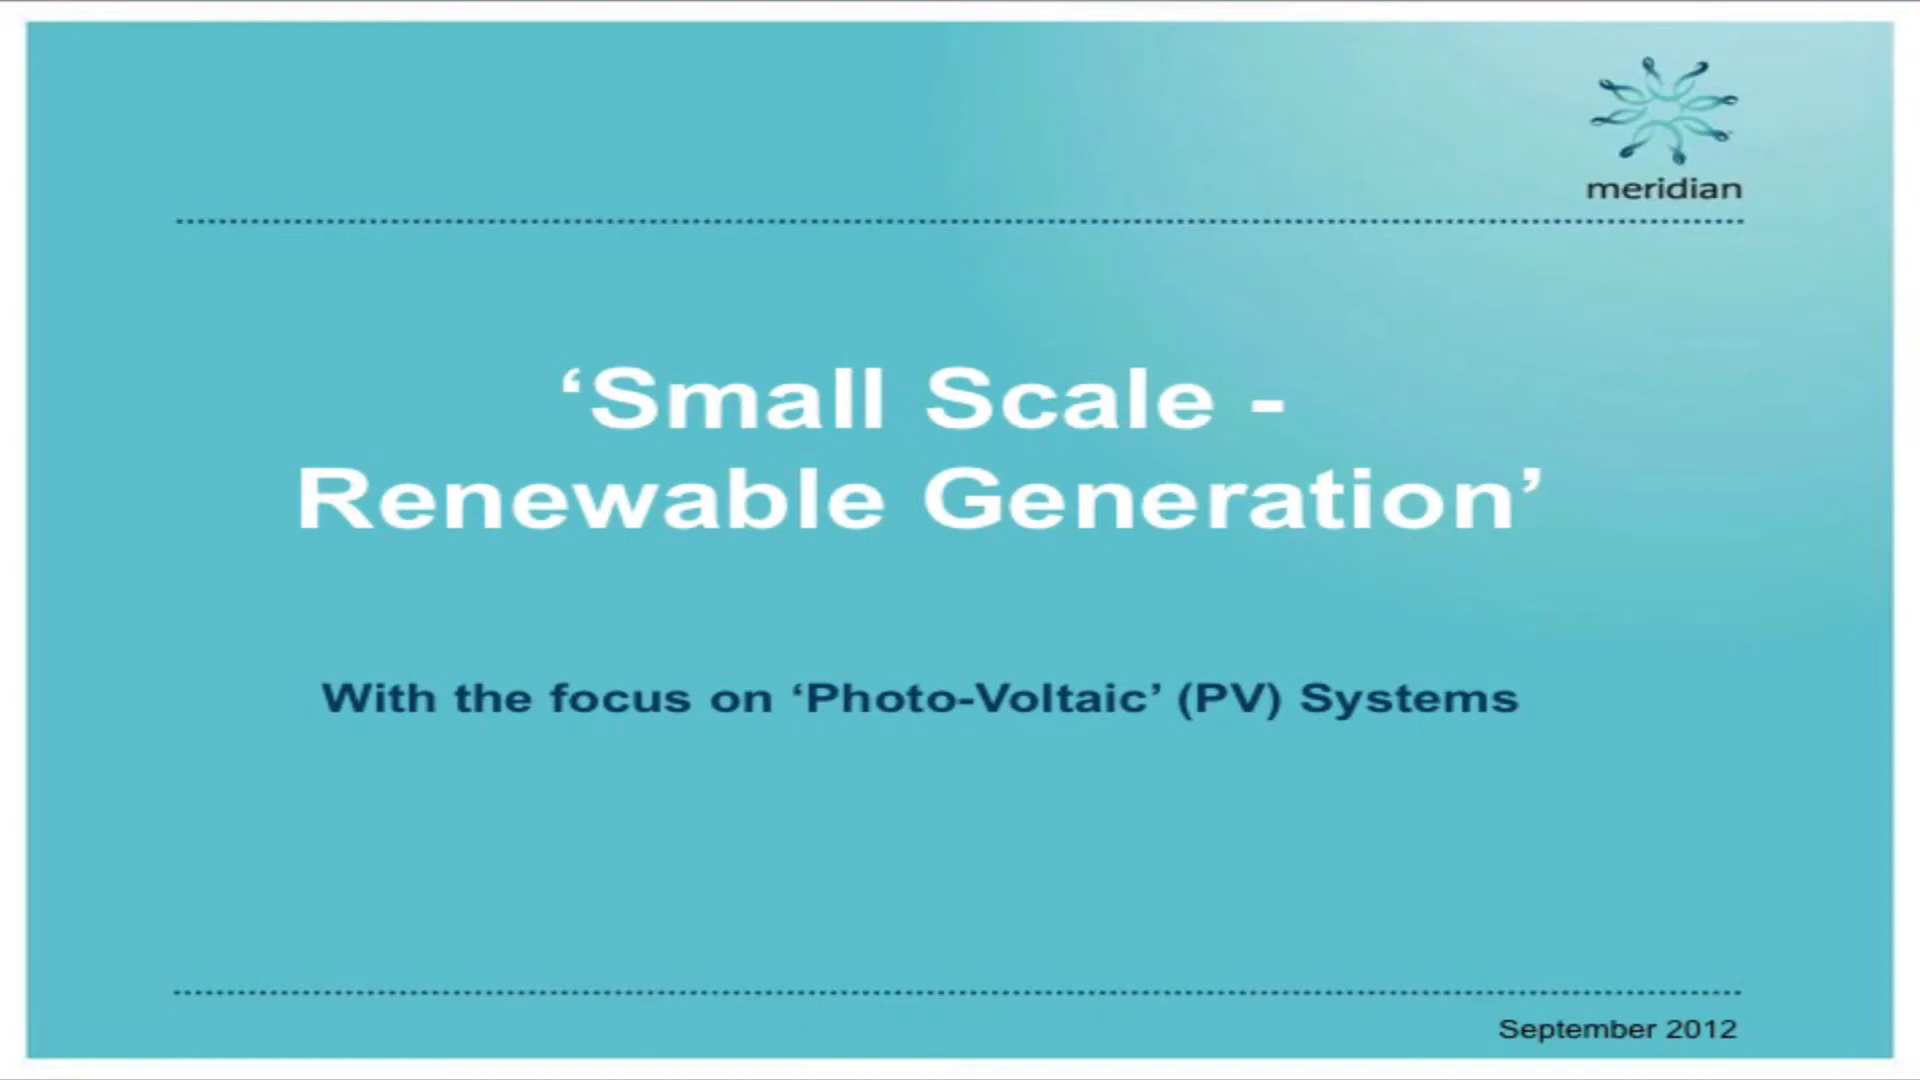 meridian
‘Small Scale -
Renewable Generation’
With the focus on ‘Photo-Voltaic’ (PV) Systems
September 2012